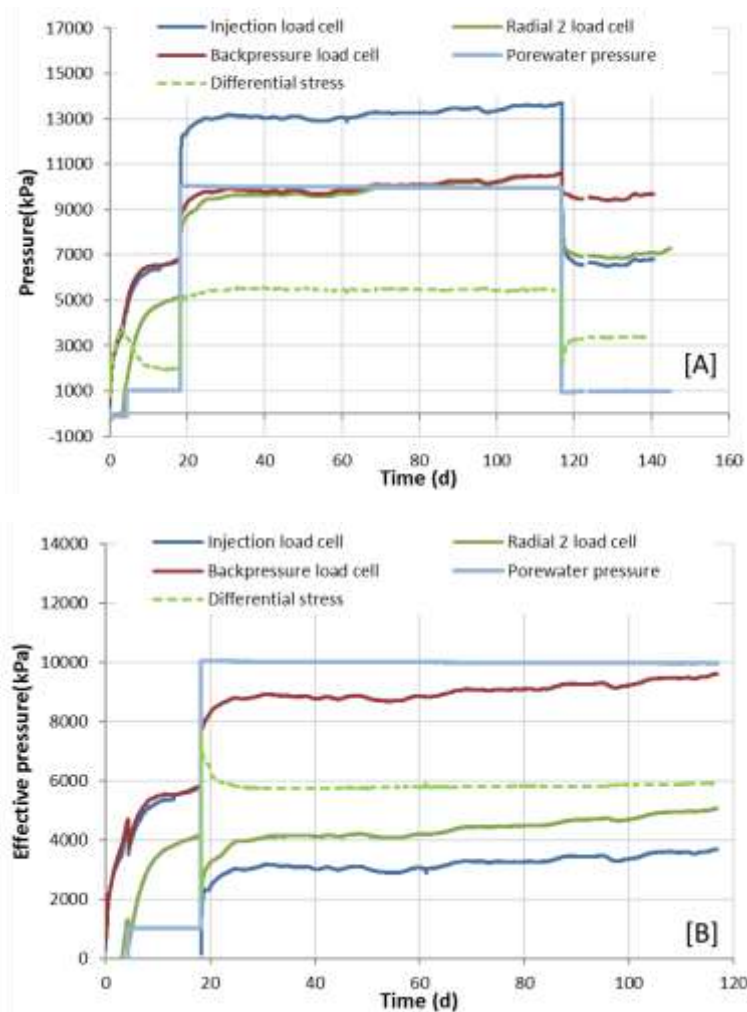 Injection load cell Radial 2 load cell
Backpressure load cell Porewater pressure
Differential stress
17000
15000
13000
11000
9000
7000
5000
3000
1000
-1000
Pressure(kPa)
[A]
0 20 40 60 80 100 120 140 160
Time (d)
Injection load cell Radial 2 load cell
Backpressure load cell Porewater pressure
Differential stress
14000
12000
10000
8000
6000
4000
2000
0
Effective pressure(kPa)
[B]
0 20 40 60 80 100 120
Time (d)